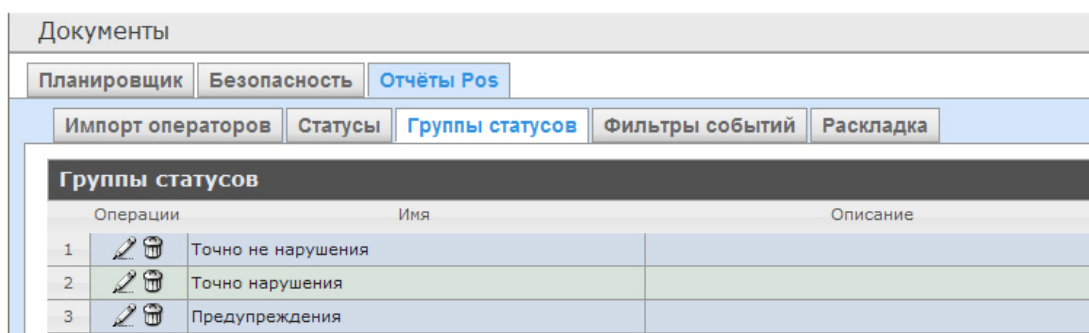 Документы
Планировщик Безопасность Отчёты Pos
Импорт операторов Статусы Группы статусов Фильтры событий Раскладка
Группы статусов
Операции Имя Описание
1 Точно не нарушения
2 Точно нарушения
3 Предупреждения